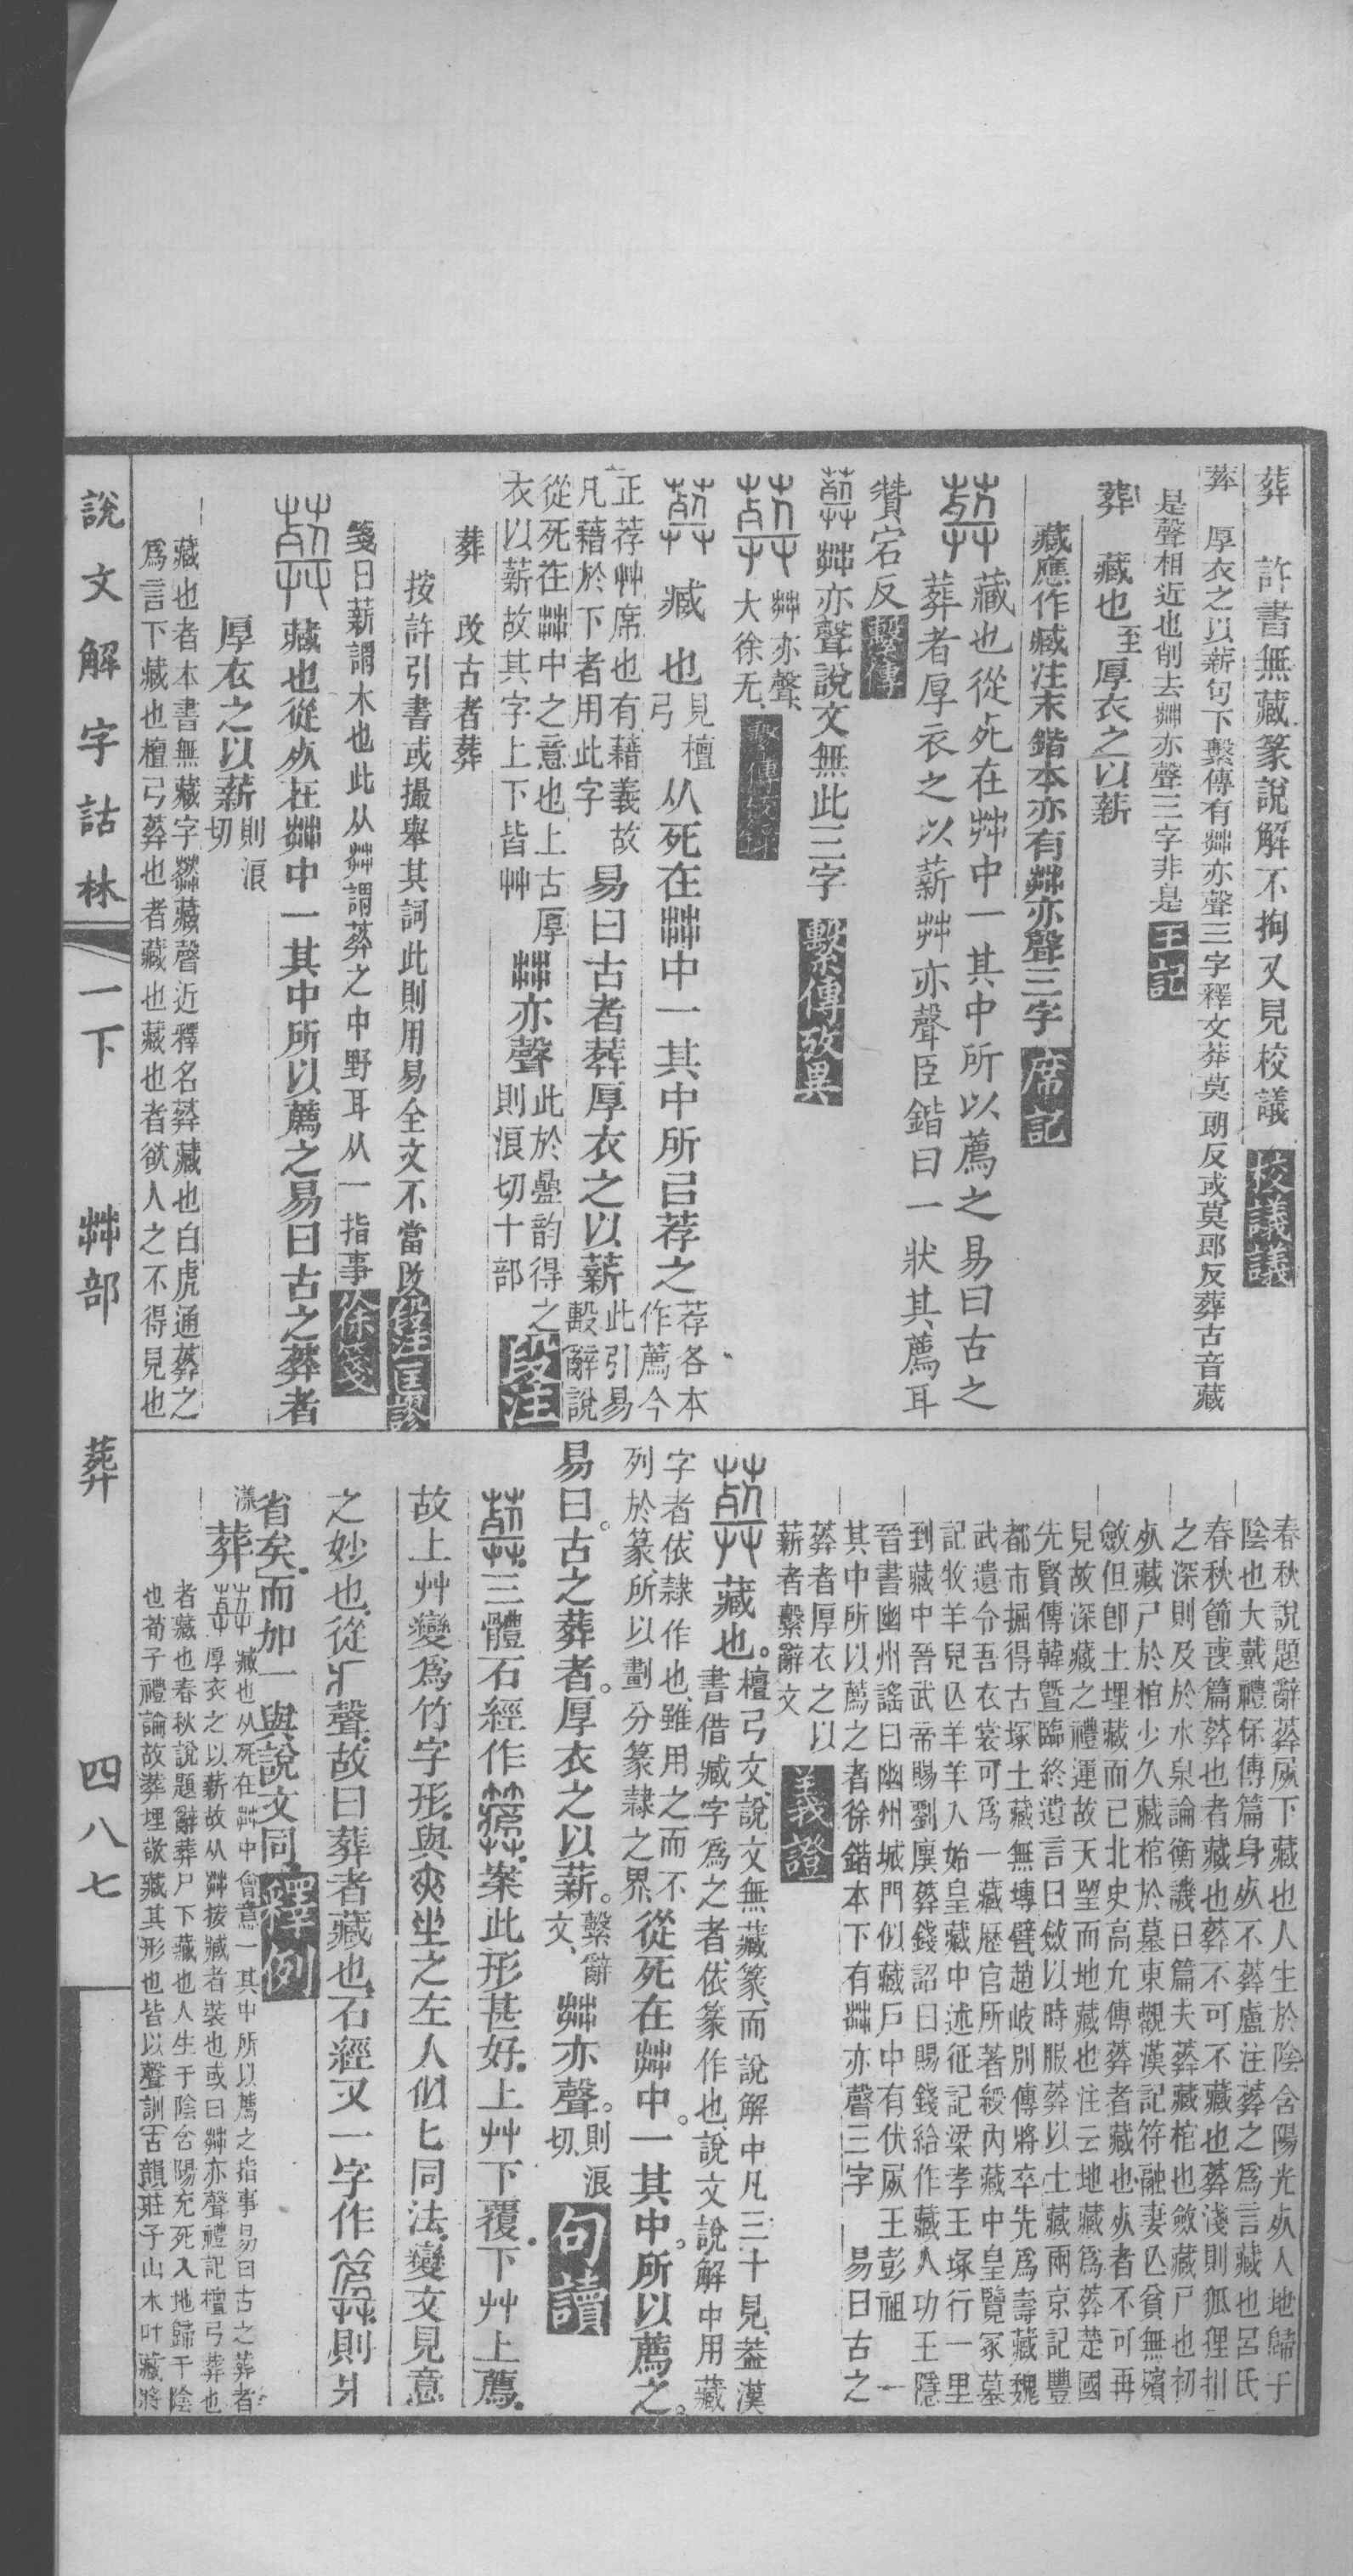 葬　許書無藏篆說解不拘又見校議 校議議
葬　厚衣之以薪句下繫傳有茻亦聲三字釋文莽莫朗反或莫郎反葬古音藏
是聲相近也削去茻亦聲三字非是 王記
葬　藏也至厚衣之以薪
藏應作臧注末鍇本亦有茻亦聲三字 席記
葬 藏也從死在茻中一其中所以薦之易曰古之
葬者厚衣之以薪茻亦聲臣鍇曰一狀其薦耳
贊宕反 繫傳
葬茻亦聲說文無此三字 繫傳攷異
葬茻亦聲大徐无 繫傳校錄
葬 臧也見檀弓从死在茻中一其中所㠯荐之荐各本作薦今
正荐艸席也有藉義故凡藉於下者用此字易曰古者葬厚衣之以薪此引易繫辭說
從死在茻中之意也上古厚衣以薪故其字上下皆艸茻亦聲此於疊韵得之則浪切十部 段注
葬　改古者葬
按許引書或撮舉其詞此則用易全文不當改 段注匡謬
箋曰薪謂木也此从茻謂葬之中野耳从一指事 徐箋
葬 藏也從死在茻中一其中所以薦之易曰古之葬者
厚衣之以薪則浪切
藏也者本書無藏字葬藏聲近釋名葬藏也白虎通葬之
爲言下藏也檀弓葬也者藏也藏也者欲人之不得見也
春秋說題辭葬尸下藏也人生於陰含陽光死人地歸于
陰也大戴禮保傅篇身死不葬盧注葬之爲言藏也呂氏
春秋節喪篇葬也者藏也葬不可不藏也葬淺則狐狸抇
之深則及於水泉論衡譏日篇夫葬藏棺也斂藏尸也初
死藏尸於棺少久藏棺於墓東觀漢記符融妻亾貧無殯
斂但卽土埋藏而已北史高允傳葬者藏也死者不可再
見故深藏之禮運故天望而地藏也注云地藏爲葬楚國
先賢傳韓曁臨終遺言曰斂以時服葬以土藏兩京記豐
都市掘得古塚土藏無塼甓趙岐別傳將卒先爲壽藏魏
武遺令吾衣裳可爲一藏歷官所著綬內藏中皇覽冢墓
記牧羊兒亾羊羊入始皇藏中述征記梁孝王塚行一里
到藏中晉武帝賜劉廙葬錢詔曰賜錢給作藏人功王隱
晉書幽州謠曰幽州城門似藏戶中有伏尸王彭祖　一
其中所以薦之者徐鍇本下有茻亦聲三字　易曰古之
葬者厚衣之以
薪者繫辭文 義證
葬 藏也。檀弓文、說文無藏篆、而說解中凡三十見、蓋漢書借臧字爲之者、依篆作也、說文說解中用藏
字者、依隸作也、雖用之而不列於篆、所以劃分篆隸之界、從死在茻中。一其中。所以薦之。
易曰。古之葬者。厚衣之以薪。繫辭文、茻亦聲。則浪切 句讀
葬三體石經作葬案此形甚好上艸下覆下艸上薦
故上艸變爲竹字形與爽坐之左人似匕同法變文見意
之妙也從爿聲故曰葬者藏也石經又一字作葬則爿
省矣而加一與說文同 釋例
漾 葬 臧也从死在茻中會意一其中所以薦之指事易曰古之葬者厚衣之以薪故从茻按臧者裝也或曰茻亦聲禮記檀弓葬也
者藏也春秋說題辭葬尸下藏也人生于陰含陽充死入地歸于陰也荀子禮論故葬埋敬藏其形也皆以聲訓 古韻 莊子山木叶藏將
說文解字詁林　一下　艸部　葬　四八七